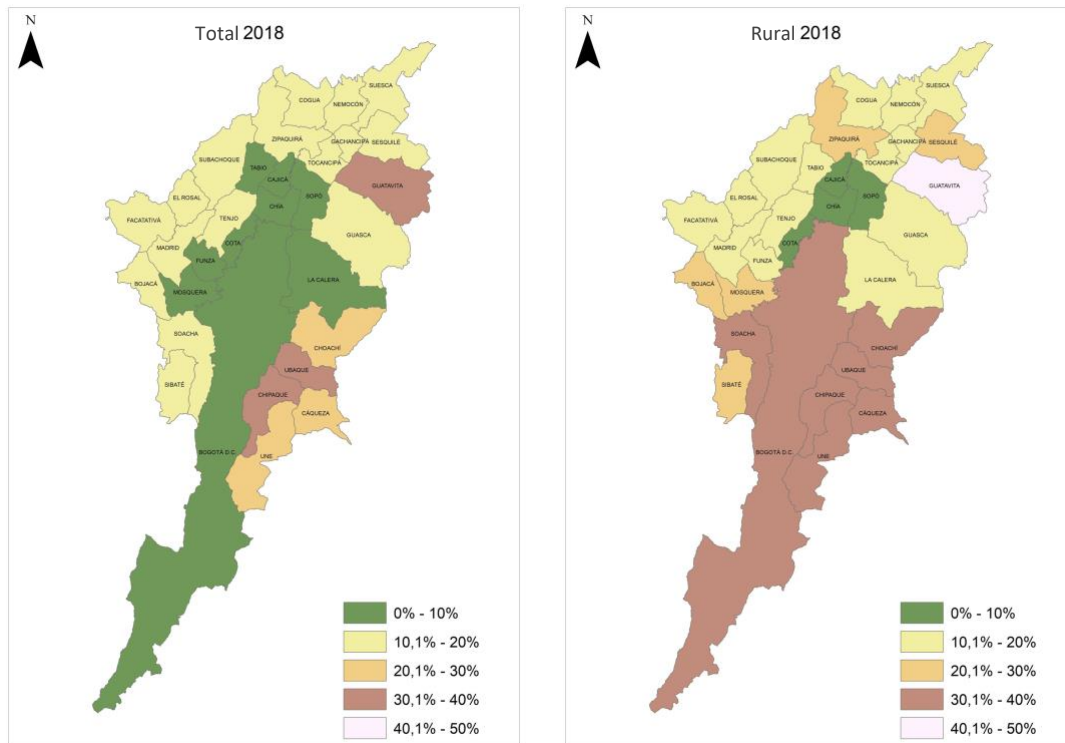 N
Total 2018
SUESCA
COGUA
NEMOCÓN
ZIPAQUIRÁ
GACHANCIPÁ
SESQUILÉ
SUBACHOQUE
TOCANCIPÁ
TABIO
CAJICÁ
GUATAVITA
EL ROSAL
CHÍA
SOPÓ
FACATATIVÁ
TENJO
GUASCA
MADRID
COTA
FUNZA
BOJACÁ
MOSQUERA
LA CALERA
SOACHA
CHOACHÍ
UBAQUE
SIBATÉ
CHIPAQUE
CÁQUEZA
BOGOTÁ D.C.
UNE
0% - 10%
10,1% - 20%
20,1% - 30%
30,1% - 40%
40,1% - 50%
N
Rural 2018
SUESCA
COGUA
NEMOCÓN
ZIPAQUIRÁ
GACHANCIPÁ
SESQUILÉ
SUBACHOQUE
TABIO
TOCANCIPÁ
CAJICÁ
GUATAVITA
EL ROSAL
CHÍA
SOPÓ
FACATATIVÁ
TENJO
GUASCA
MADRID
COTA
FUNZA
BOJACÁ
MOSQUERA
LA CALERA
SOACHA
CHOACHÍ
UBAQUE
SIBATÉ
CHIPAQUE
CÁQUEZA
BOGOTÁ D.C.
UNE
0% - 10%
10,1% - 20%
20,1% - 30%
30,1% - 40%
40,1% - 50%